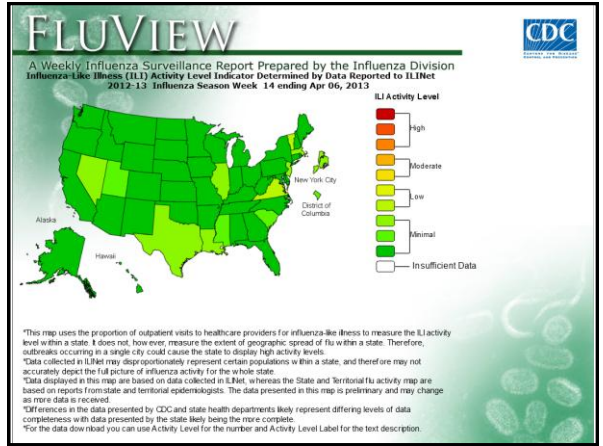 FLUVIEW
CDC
CENTERS FOR DISEASE
CONTROL AND PREVENTION
A Weekly Influenza Surveillance Report Prepared by the Influenza Division
Influenza-Like Illness (ILI) Activity Level Indicator Determined by Data Reported to ILINet
2012-13 Influenza Season Week 14 ending Apr 06, 2013
ILI Activity Level
High
Moderate
Low
Minimal
Insufficient Data
New York City
District of
Columbia
Alaska
Hawaii
*This map uses the proportion of outpatient visits to healthcare providers for influenza-like illness to measure the ILI activity
level within a state. It does not, however, measure the extent of geographic spread of flu within a state. Therefore,
outbreaks occurring in a single city could cause the state to display high activity levels.
*Data collected in ILINet may disproportionately represent certain populations within a state, and therefore may not
accurately depict the full picture of influenza activity for the whole state.
*Data displayed in this map are based on data collected in ILINet, whereas the State and Territorial flu activity map are
based on reports from state and territorial epidemiologists. The data presented in this map is preliminary and may change
as more data is received.
*Differences in the data presented by CDC and state health departments likely represent differing levels of data
completeness with data presented by the state likely being the more complete.
*For the data download you can use Activity Level for the number and Activity Level Label for the text description.